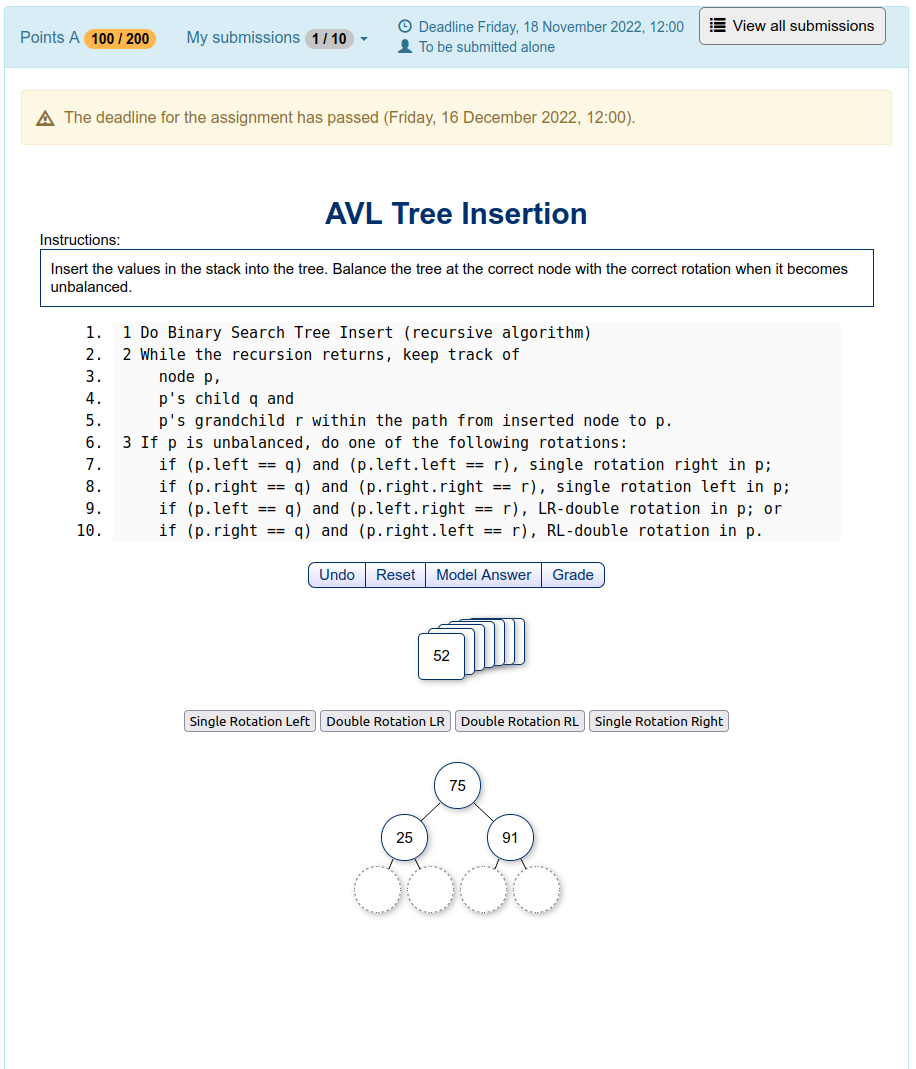 Points A 100 / 200 My submissions 1 / 10 Deadline Friday, 18 November 2022, 12:00 View all submissions
To be submitted alone
The deadline for the assignment has passed (Friday, 16 December 2022, 12:00).
AVL Tree Insertion
Instructions:
Insert the values in the stack into the tree. Balance the tree at the correct node with the correct rotation when it becomes
unbalanced.
1. 1 Do Binary Search Tree Insert (recursive algorithm)
2. 2 While the recursion returns, keep track of
3. node p,
4. p's child q and
5. p's grandchild r within the path from inserted node to p.
6. 3 If p is unbalanced, do one of the following rotations:
7. if (p.left == q) and (p.left.left == r), single rotation right in p;
8. if (p.right == q) and (p.right.right == r), single rotation left in p;
9. if (p.left == q) and (p.left.right == r), LR-double rotation in p; or
10. if (p.right == q) and (p.right.left == r), RL-double rotation in p.
Undo Reset Model Answer Grade
52
Single Rotation Left Double Rotation LR Double Rotation RL Single Rotation Right
75
25 91